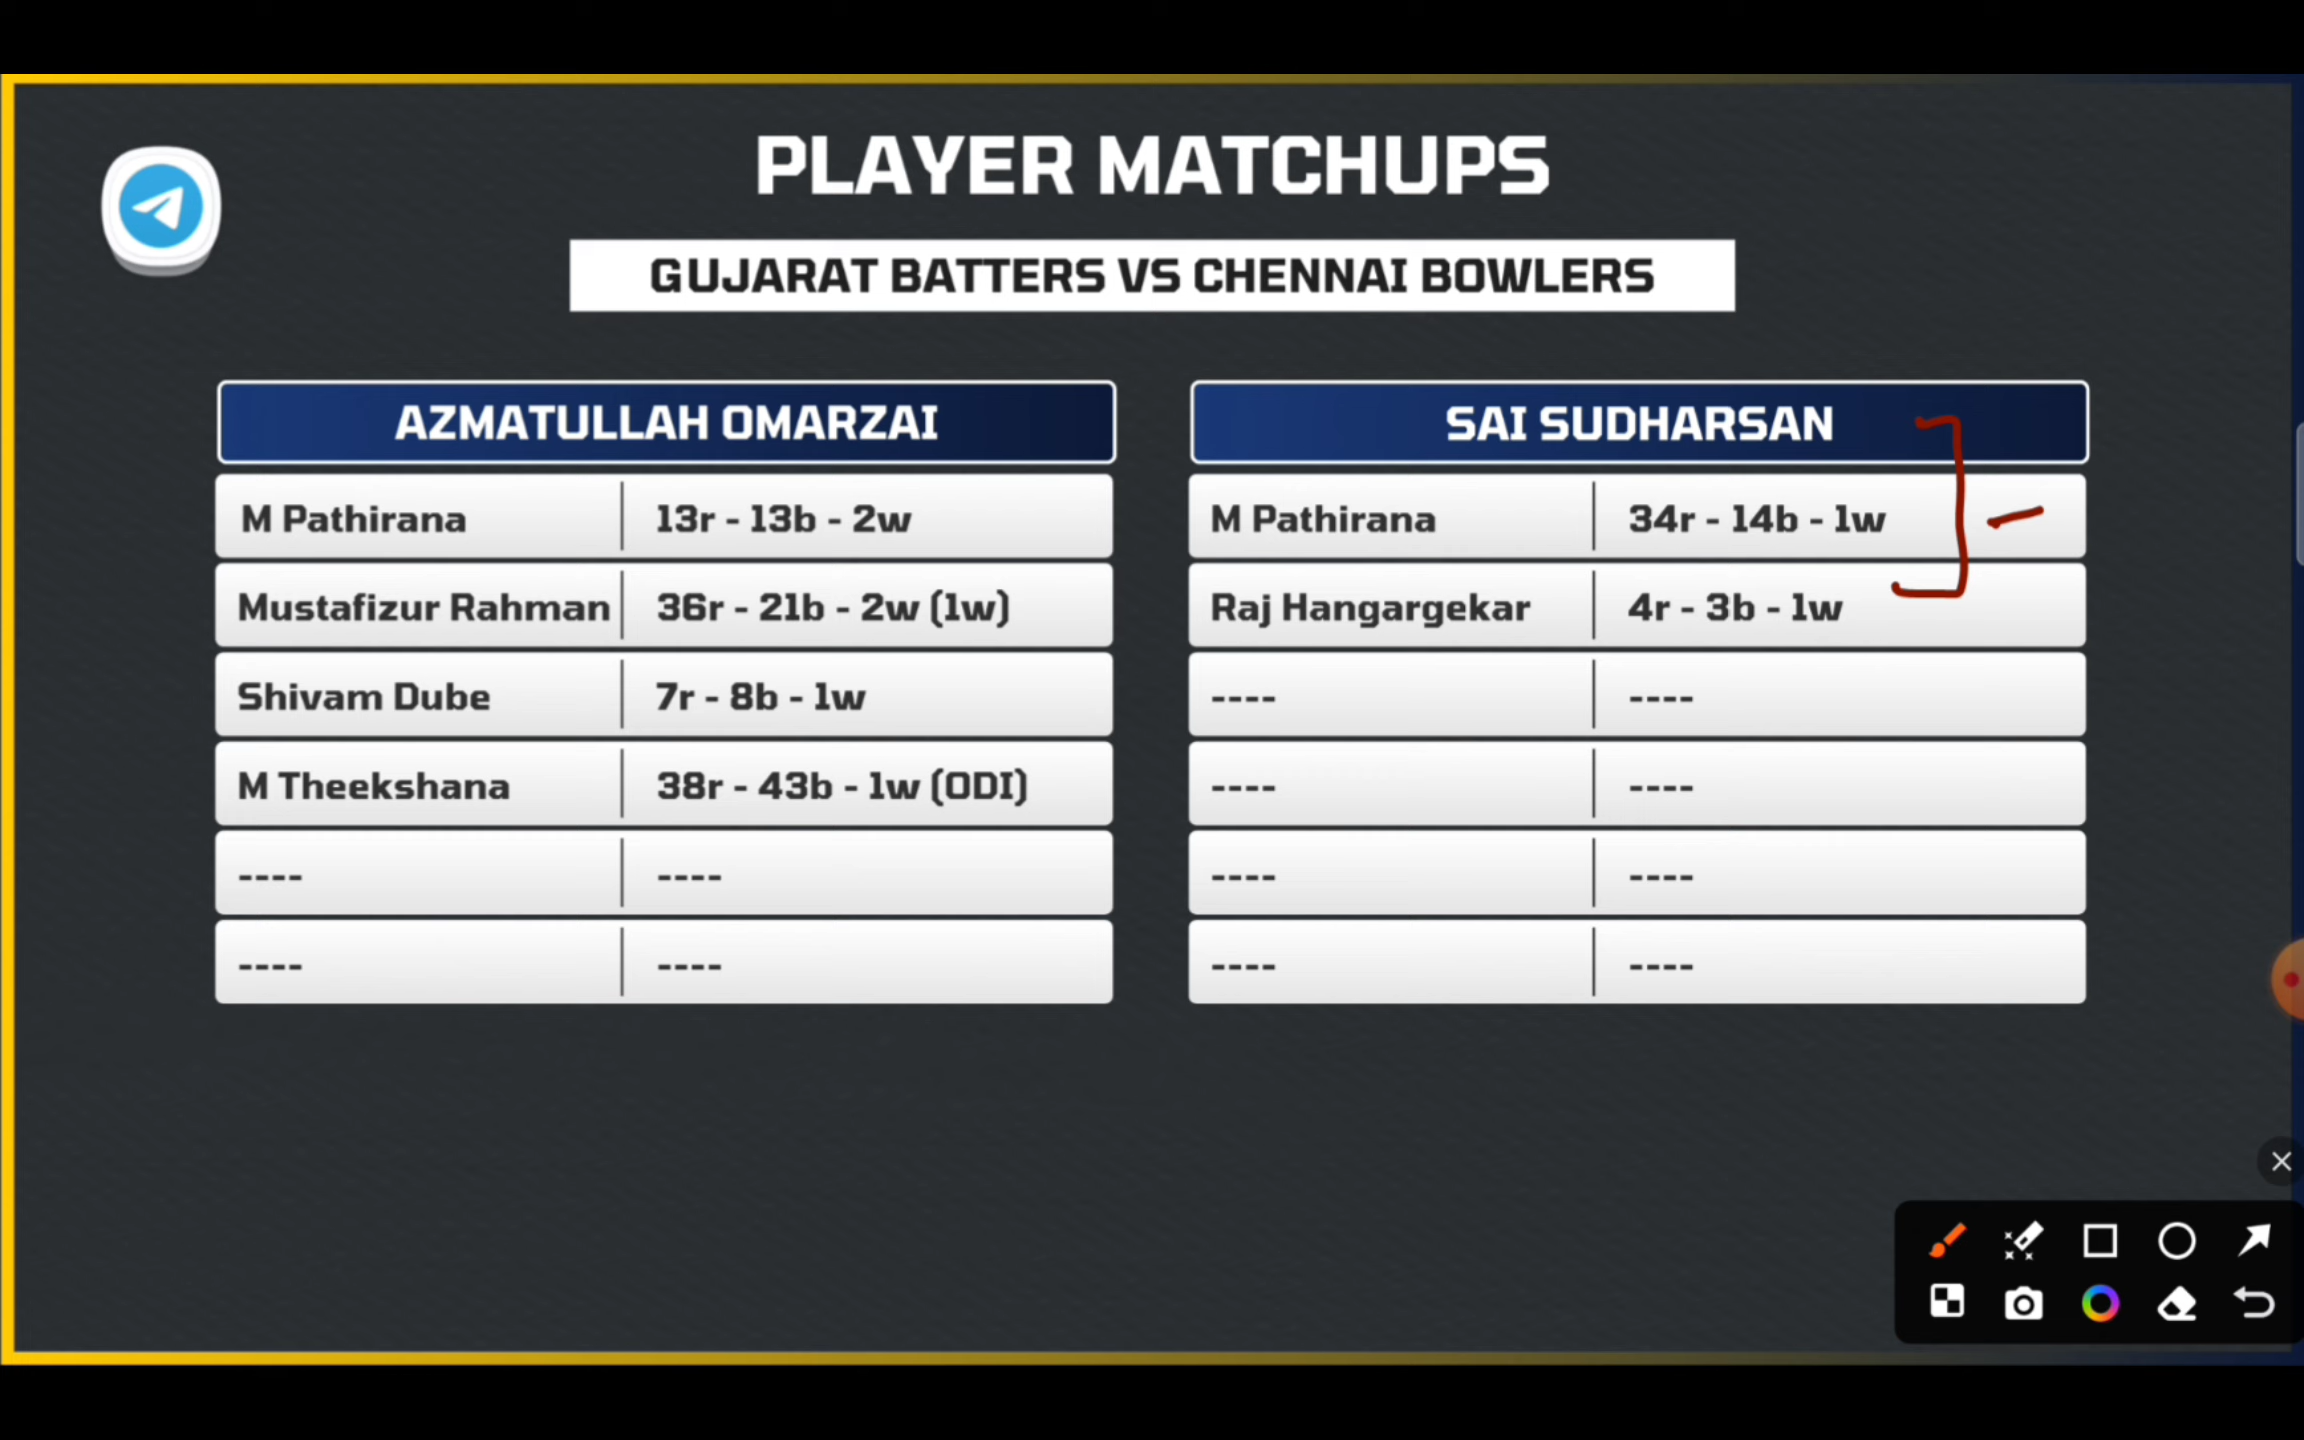 PLAYER MATCHUPS
GUJARAT BATTERS VS CHENNAI BOWLERS
AZMATULLAH OMARZAI
M Pathirana 13r - 13b - 2w
Mustafizur Rahman 36r - 21b - 2w (1w)
Shivam Dube 7r - 8b - 1w
M Theekshana 38r - 43b - 1w (ODI)
---- ----
---- ----
SAI SUDHARSAN
M Pathirana 34r - 14b - 1w
Raj Hangargekar 4r - 3b - 1w
---- ----
---- ----
---- ----
---- ----